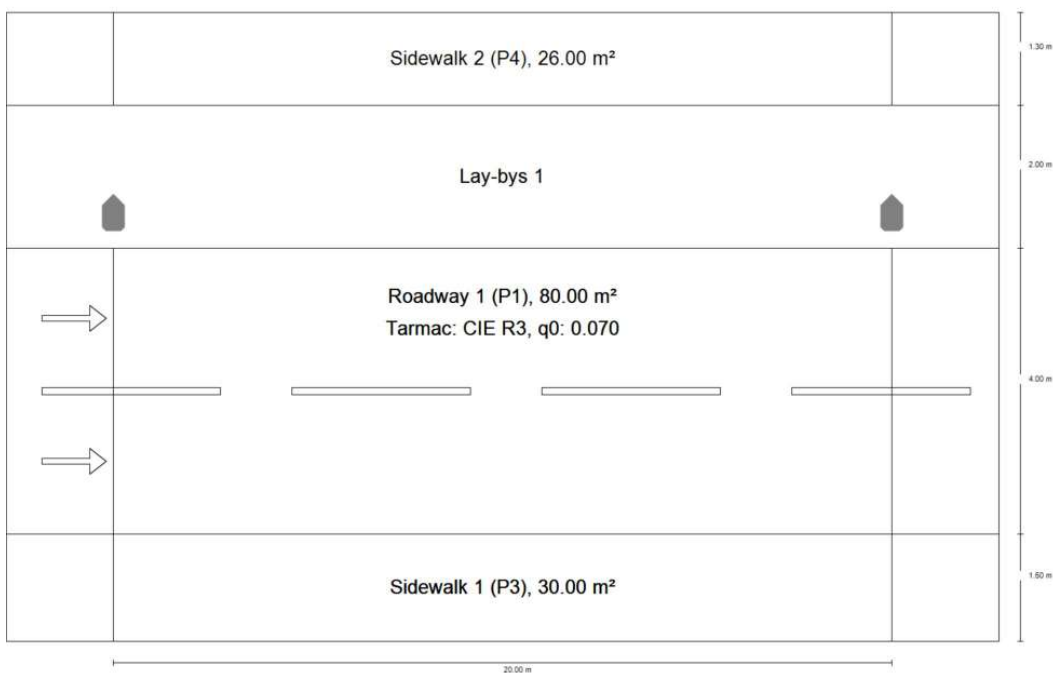 Sidewalk 2 (P4), 26.00 m²
1.30 m
Lay-bys 1
2.00 m
Roadway 1 (P1), 80.00 m²
Tarmac: CIE R3, q0: 0.070
4.00 m
Sidewalk 1 (P3), 30.00 m²
1.50 m
20.00 m